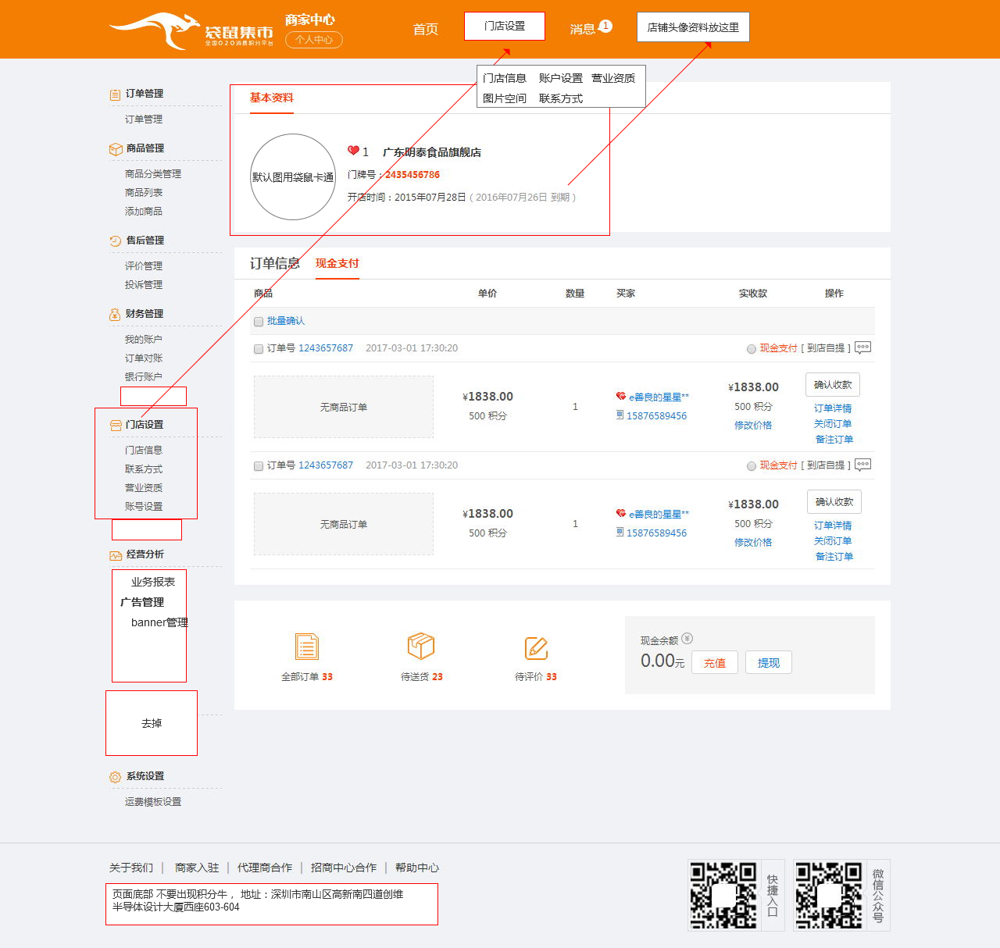 袋鼠集市
全国O2O消费积分平台
商家中心
个人中心
首页
门店设置
消息 1
店铺头像资料放这里
门店信息 账户设置 营业资质
图片空间 联系方式
订单管理
订单管理
商品管理
商品分类管理
商品列表
添加商品
售后管理
评价管理
投诉管理
财务管理
我的账户
订单对账
银行账户
门店设置
门店信息
联系方式
营业资质
账号设置
经营分析
业务报表
广告管理
banner管理
去掉
系统设置
运费模板设置
基本资料
默认图用袋鼠卡通
1 广东明泰食品旗舰店
门牌号：2435456786
开店时间：2015年07月28日（2016年07月26日 到期）
订单信息 现金支付
商品 单价 数量 买家 实收款 操作
批量确认
订单号 1243657687 2017-03-01 17:30:20 现金支付 [ 到店自提 ]
无商品订单
¥1838.00
500 积分
1
e善良的星星**
15876589456
¥1838.00
500 积分
修改价格
确认收款
订单详情
关闭订单
备注订单
订单号 1243657687 2017-03-01 17:30:20 现金支付 [ 到店自提 ]
无商品订单
¥1838.00
500 积分
1
e善良的星星**
15876589456
¥1838.00
500 积分
修改价格
确认收款
订单详情
关闭订单
备注订单
全部订单 33
待送货 23
待评价 33
现金余额 ¥
0.00元 充值 提现
关于我们 | 商家入驻 | 代理商合作 | 招商中心合作 | 帮助中心
页面底部 不要出现积分牛 ，地址：深圳市南山区高新南四道创维
半导体设计大厦西座603-604
快捷入口
微信公众号